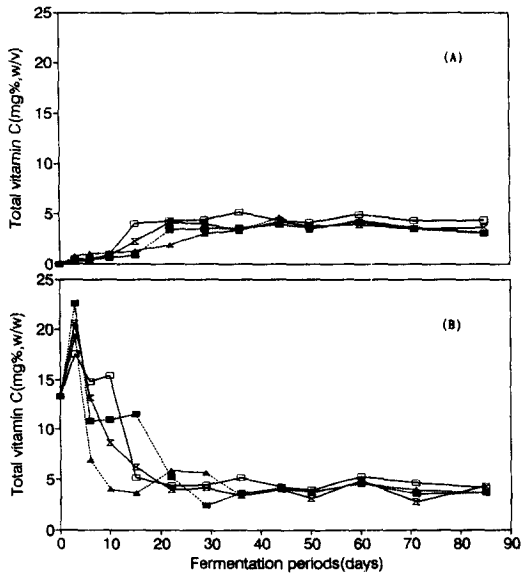 25
(A)
20
15
10
5
0
Total vitamin C(mg%,w/v)
25
(B)
20
15
10
5
0
Total vitamin C(mg%,w/w)
0 10 20 30 40 50 60 70 80 90
Fermentation periods(days)